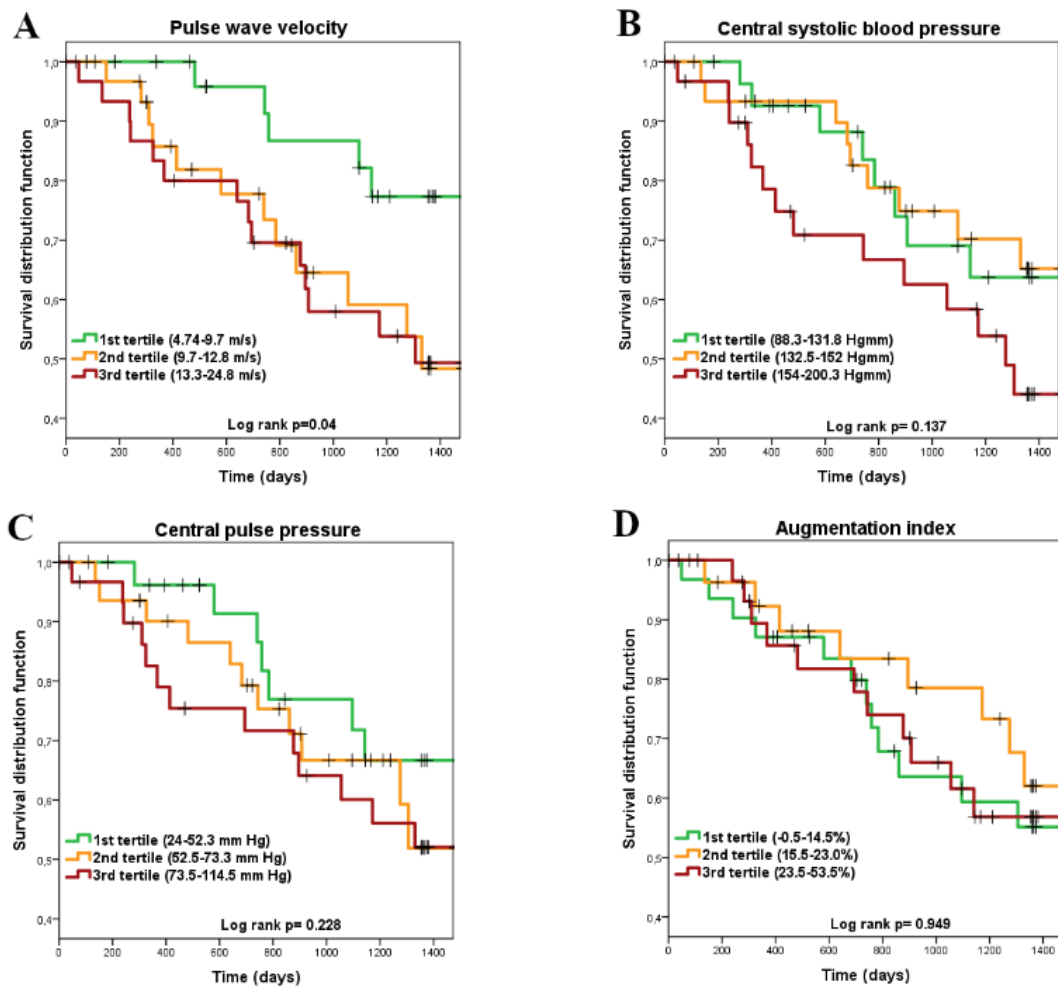 A
Pulse wave velocity
Survival distribution function
1,0
0,9
0,8
0,7
0,6
0,5
0,4
1st tertile (4.74-9.7 m/s)
2nd tertile (9.7-12.8 m/s)
3rd tertile (13.3-24.8 m/s)
Log rank p=0.04
0 200 400 600 800 1000 1200 1400
Time (days)
B
Central systolic blood pressure
Survival distribution function
1,0
0,9
0,8
0,7
0,6
0,5
0,4
1st tertile (88.3-131.8 Hgmm)
2nd tertile (132.5-152 Hgmm)
3rd tertile (154-200.3 Hgmm)
Log rank p= 0.137
0 200 400 600 800 1000 1200 1400
Time (days)
C
Central pulse pressure
Survival distribution function
1,0
0,9
0,8
0,7
0,6
0,5
0,4
1st tertile (24-52.3 mm Hg)
2nd tertile (52.5-73.3 mm Hg)
3rd tertile (73.5-114.5 mm Hg)
Log rank p= 0.228
0 200 400 600 800 1000 1200 1400
Time (days)
D
Augmentation index
Survival distribution function
1,0
0,9
0,8
0,7
0,6
0,5
0,4
1st tertile (-0.5-14.5%)
2nd tertile (15.5-23.0%)
3rd tertile (23.5-53.5%)
Log rank p= 0.949
0 200 400 600 800 1000 1200 1400
Time (days)